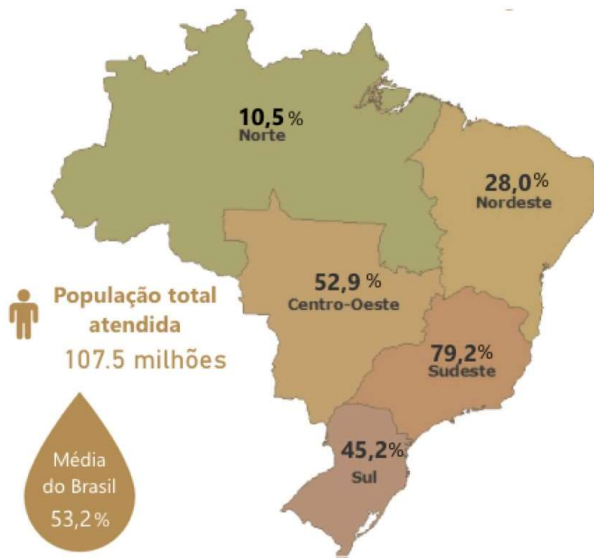 10,5%
Norte
28,0%
Nordeste
52,9 %
Centro-Oeste
População total
atendida
107.5 milhões
79,2%
Sudeste
45,2%
Sul
Média
do Brasil
53,2%